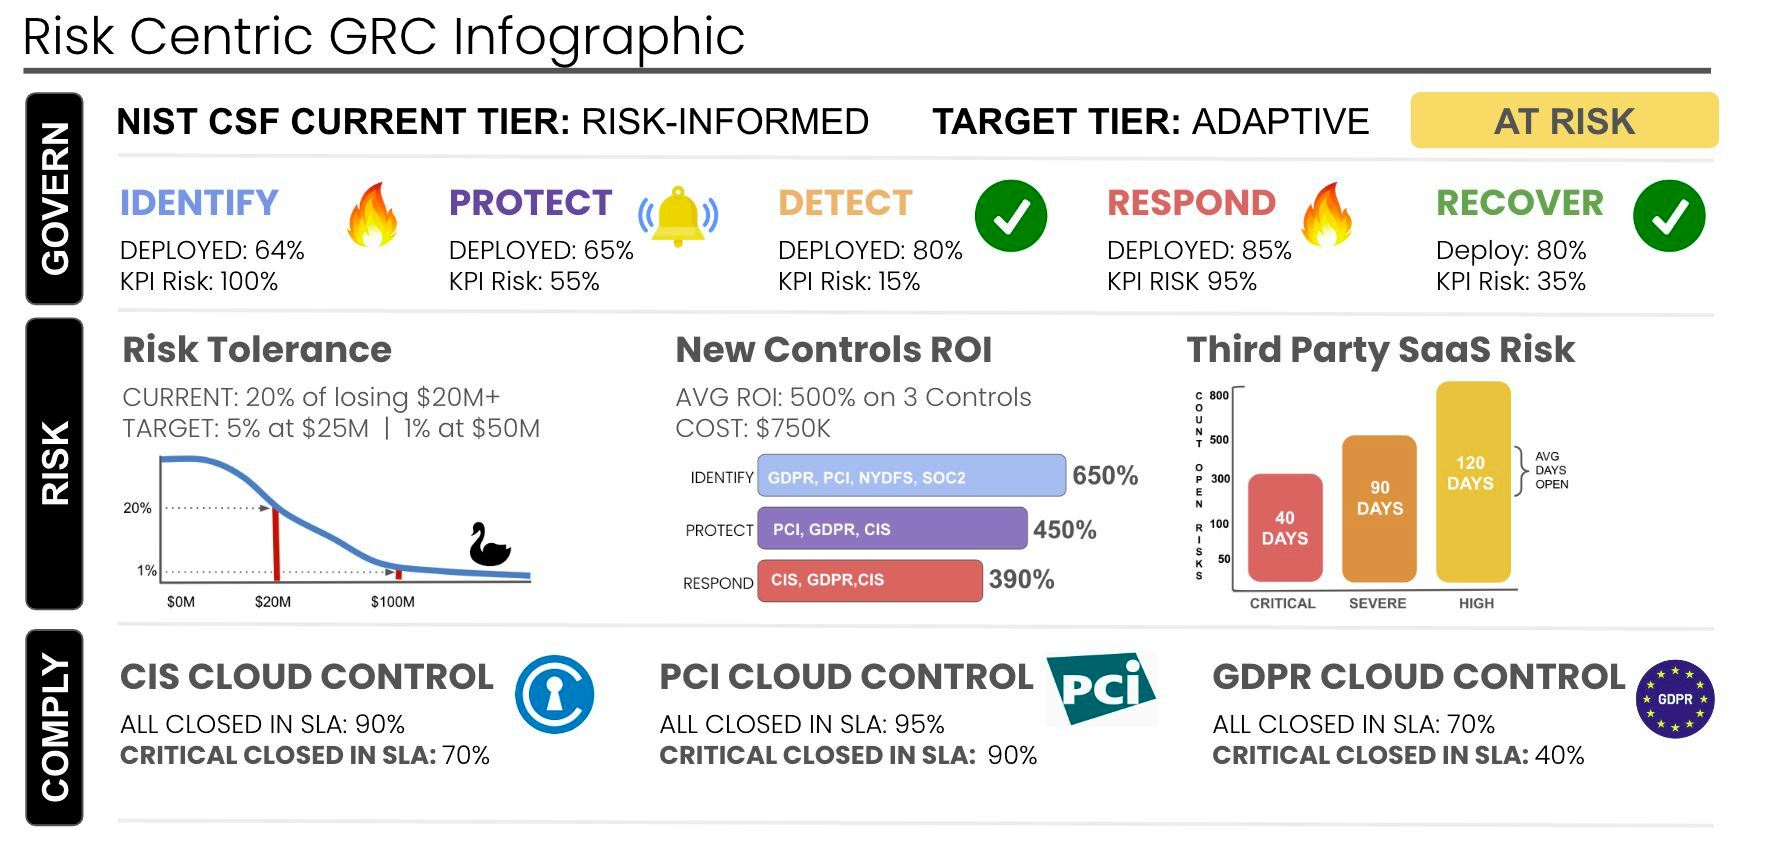 Risk Centric GRC Infographic
GOVERN
NIST CSF CURRENT TIER: RISK-INFORMED
TARGET TIER: ADAPTIVE
AT RISK
IDENTIFY
DEPLOYED: 64%
KPI Risk: 100%
PROTECT
DEPLOYED: 65%
KPI Risk: 55%
DETECT
DEPLOYED: 80%
KPI Risk: 15%
RESPOND
DEPLOYED: 85%
KPI RISK 95%
RECOVER
Deploy: 80%
KPI Risk: 35%
RISK
Risk Tolerance
CURRENT: 20% of losing $20M+
TARGET: 5% at $25M | 1% at $50M
20%
1%
$0M
$20M
$100M
New Controls ROI
AVG ROI: 500% on 3 Controls
COST: $750K
IDENTIFY
GDPR, PCI, NYDFS, SOC2
650%
PROTECT
PCI, GDPR, CIS
450%
RESPOND
CIS, GDPR,CIS
390%
Third Party SaaS Risk
COUNT OPEN RISKS
800
500
300
100
50
40
DAYS
90
DAYS
120
DAYS
AVG
DAYS
OPEN
CRITICAL
SEVERE
HIGH
COMPLY
CIS CLOUD CONTROL
ALL CLOSED IN SLA: 90%
CRITICAL CLOSED IN SLA: 70%
PCI CLOUD CONTROL
PCi
ALL CLOSED IN SLA: 95%
CRITICAL CLOSED IN SLA: 90%
GDPR CLOUD CONTROL
GDPR
ALL CLOSED IN SLA: 70%
CRITICAL CLOSED IN SLA: 40%